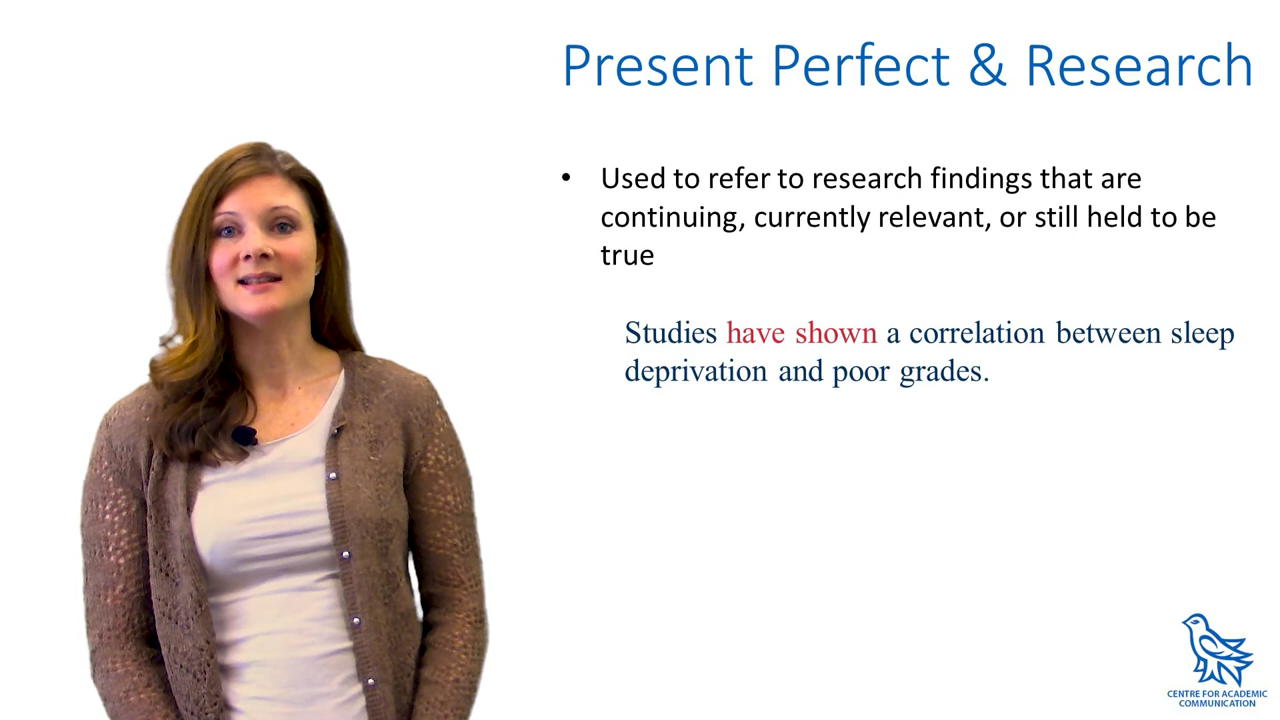 Present Perfect & Research
• Used to refer to research findings that are
continuing, currently relevant, or still held to be
true
Studies have shown a correlation between sleep
deprivation and poor grades.
CENTRE FOR ACADEMIC
COMMUNICATION